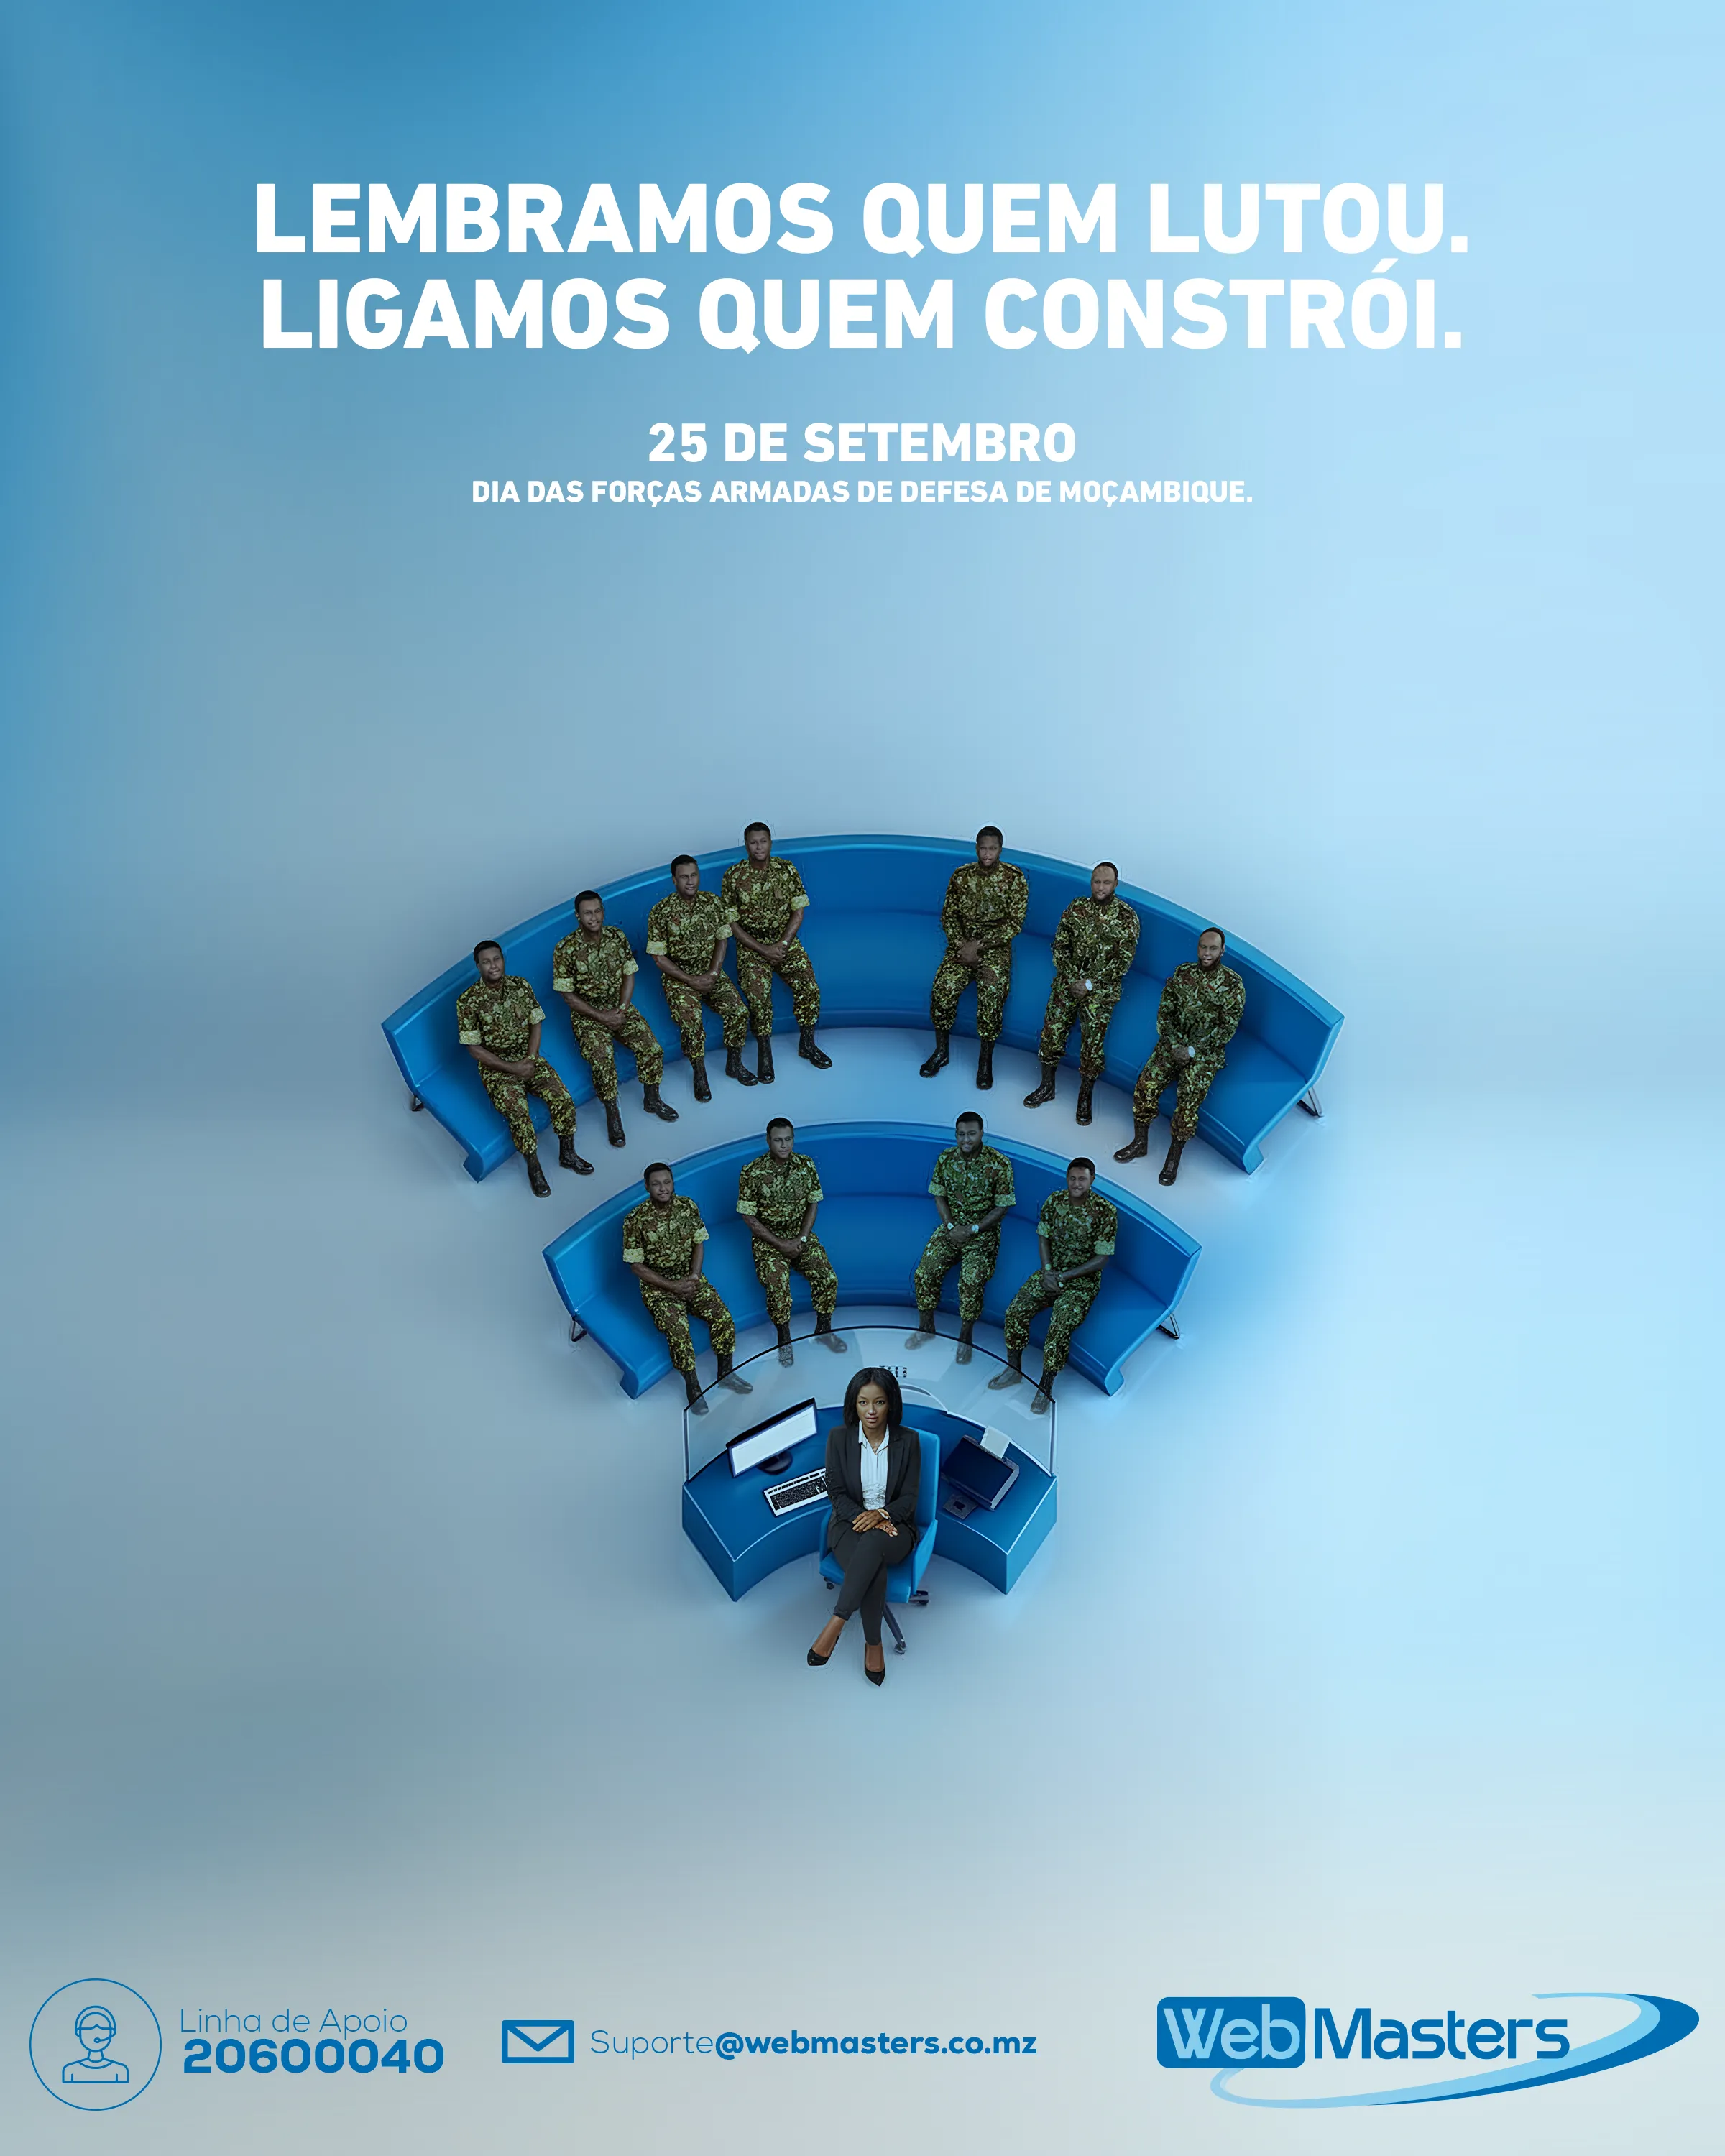 LEMBRAMOS QUEM LUTOU.
LIGAMOS QUEM CONSTRÓI.
25 DE SETEMBRO
DIA DAS FORÇAS ARMADAS DE DEFESA DE MOÇAMBIQUE.
Linha de Apoio
20600040
Suporte@webmasters.co.mz
WebMasters